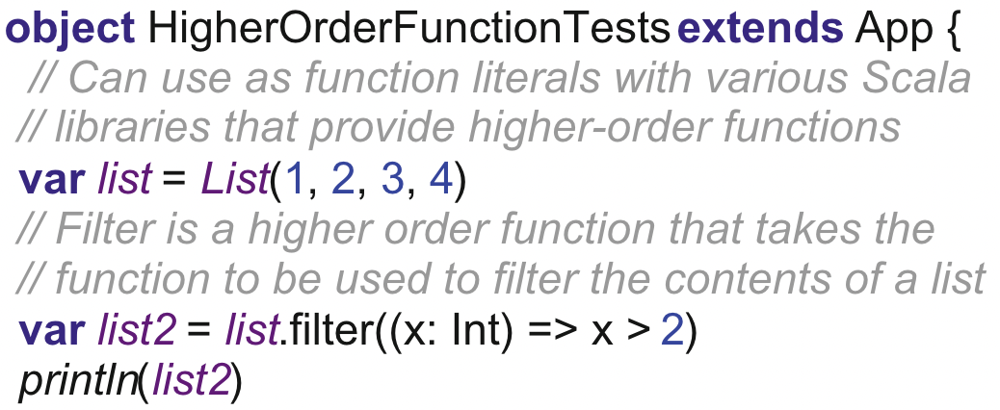 object HigherOrderFunctionTests extends App {
// Can use as function literals with various Scala
// libraries that provide higher-order functions
var list = List(1, 2, 3, 4)
// Filter is a higher order function that takes the
// function to be used to filter the contents of a list
var list2 = list.filter((x: Int) => x > 2)
println(list2)